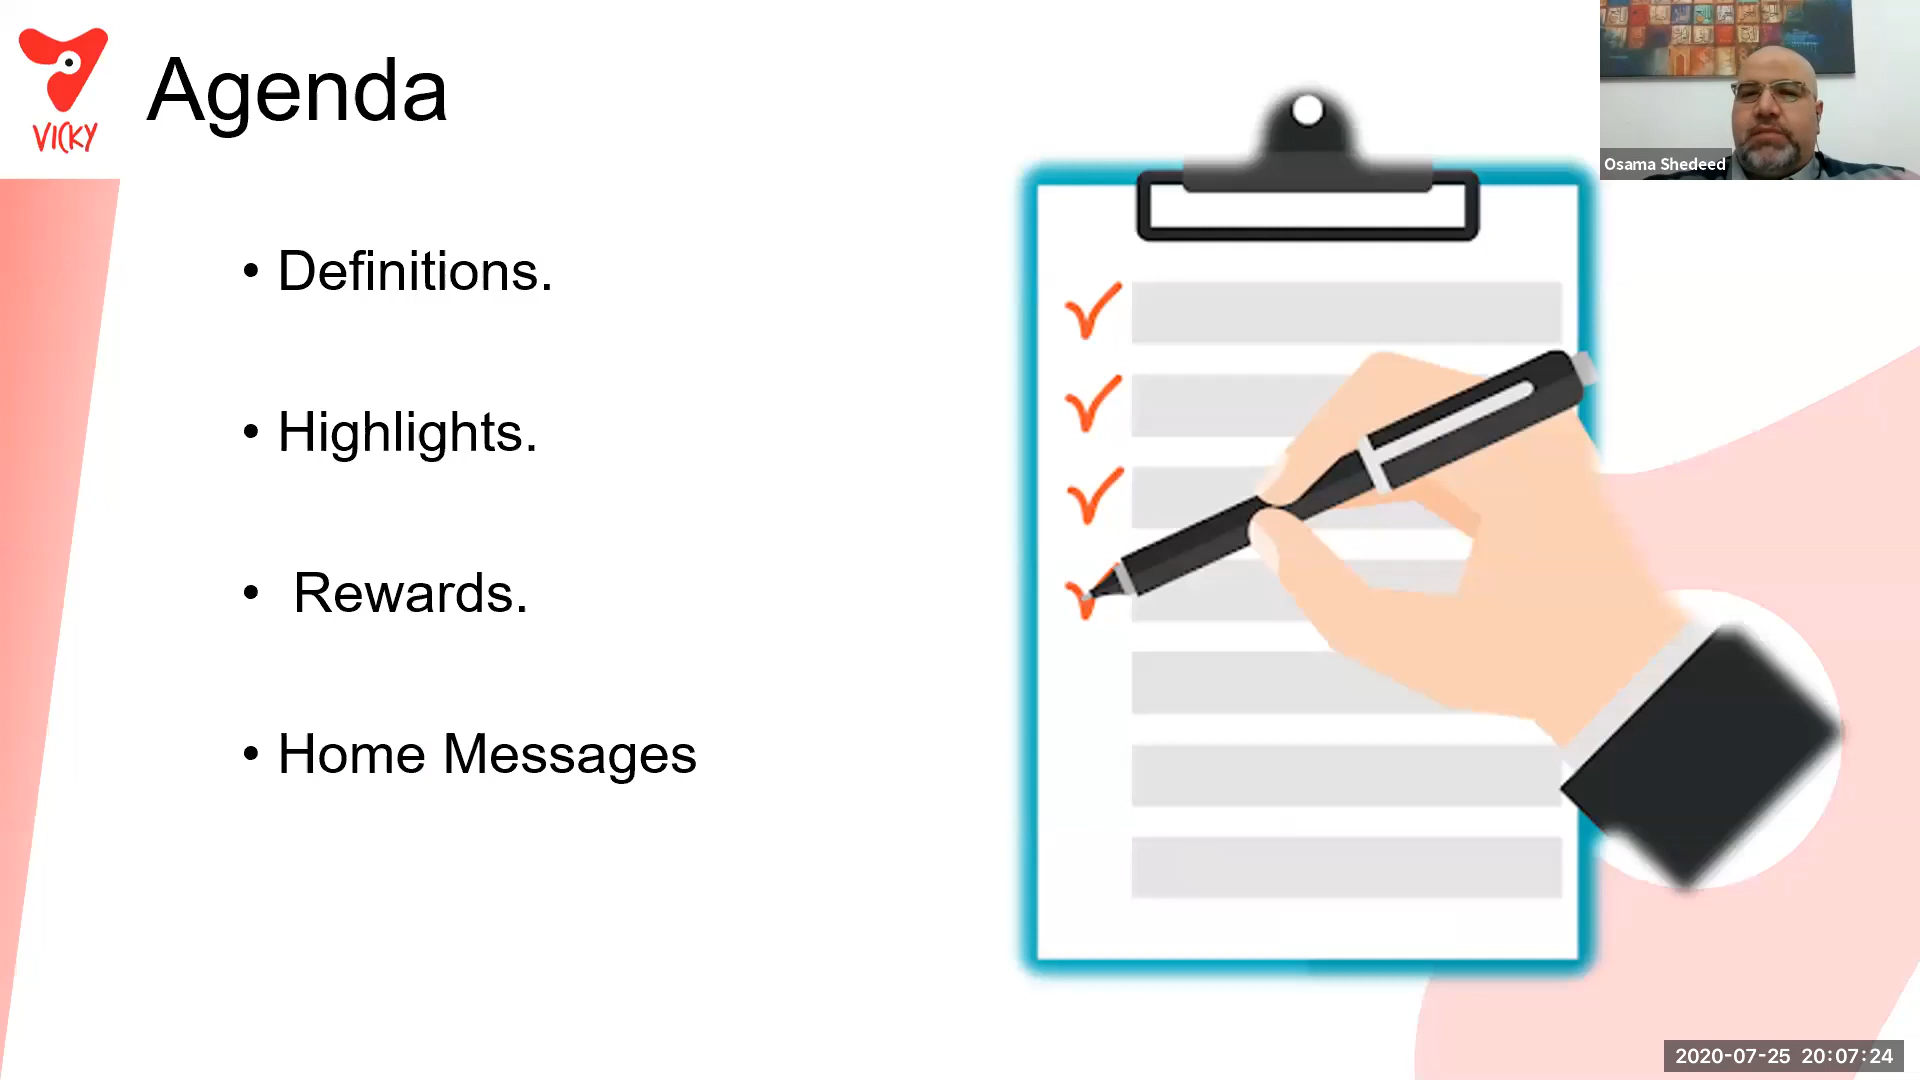 VICKY
Agenda
• Definitions.
• Highlights.
• Rewards.
• Home Messages
Osama Shedeed
2020-07-25 20:07:24